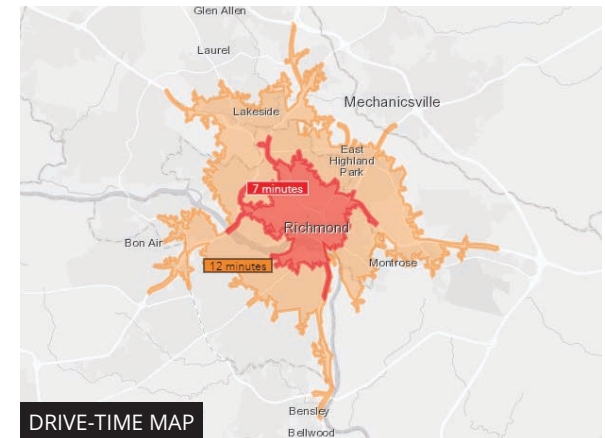 Glen Allen
Laurel
Mechanicsville
Lakeside
East
Highland
Park
7 minutes
Richmond
Bon Air
12 minutes
Montrose
Bensley
Bellwood
DRIVE-TIME MAP